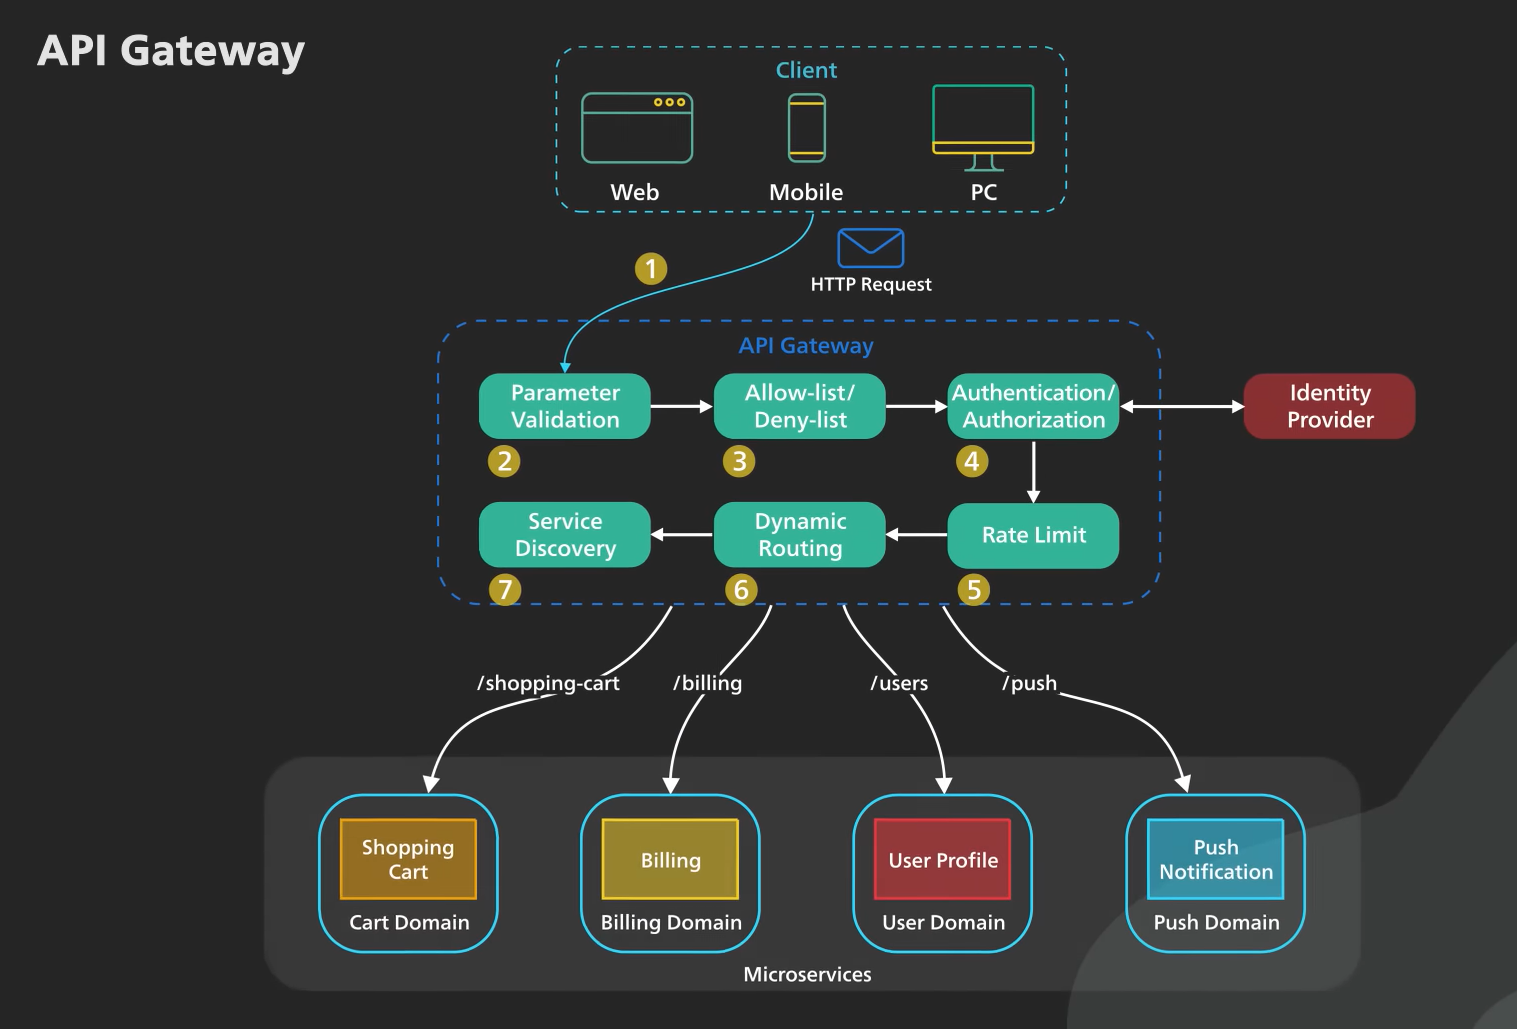 API Gateway
Client
Web
Mobile
PC
1
HTTP Request
API Gateway
Parameter
Validation
Allow-list/
Deny-list
Authentication/
Authorization
Identity
Provider
2
3
4
Service
Discovery
Dynamic
Routing
Rate Limit
7
6
5
/shopping-cart
/billing
/users
/push
Shopping
Cart
Cart Domain
Billing
Billing Domain
User Profile
User Domain
Push
Notification
Push Domain
Microservices